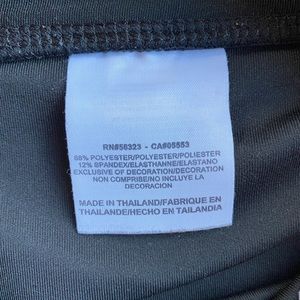 RN#56323 - CA#05553
88% POLYESTER/POLYESTER/POLIESTER
12% SPANDEX/ELASTHANNE/ELASTANO
EXCLUSIVE OF DECORATION/DECORATION
NON COMPRISE/NO INCLUYE LA
DECORACION
MADE IN THAILAND/FABRIQUE EN
THAILANDE/HECHO EN TAILANDIA